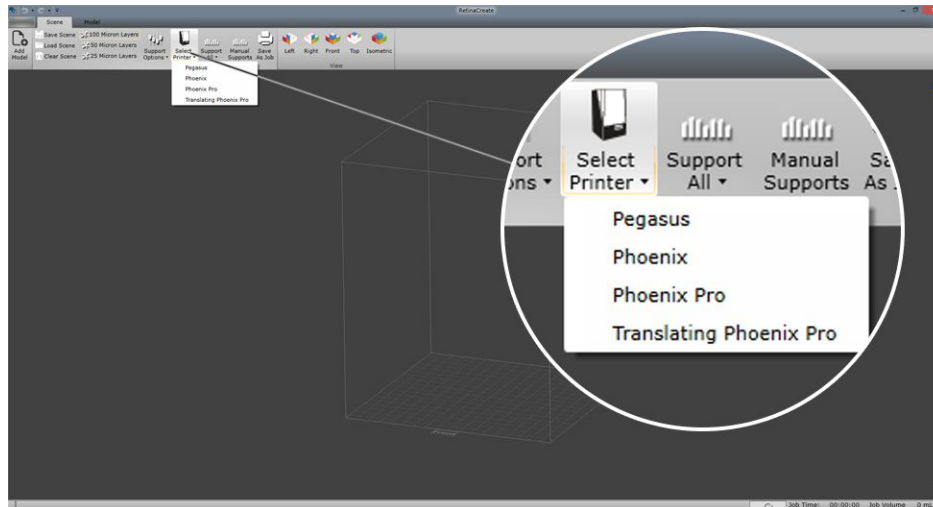 RetinaCreate
Scene Model
Add Model
Save Scene
Load Scene
Clear Scene
100 Micron Layers
50 Micron Layers
25 Micron Layers
Support Options
Select Printer
Support All
Manual Supports
Save As Job
Left Right Front Top Isometric
View
Pegasus
Phoenix
Phoenix Pro
Translating Phoenix Pro
ort
ons
Select
Printer
Support
All
Manual
Supports
Sa
As J
Pegasus
Phoenix
Phoenix Pro
Translating Phoenix Pro
Job Time: 00:00:00 Job Volume 0 mL